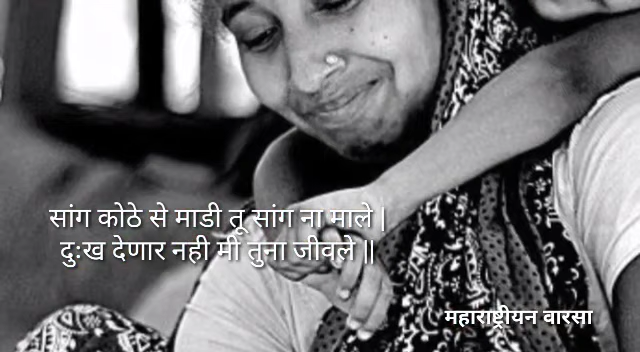 सांग कोठे से माडी तू सांग ना माले |
दुःख देणार नही मी तुना जीवले ||
महाराष्ट्रीयन वारसा